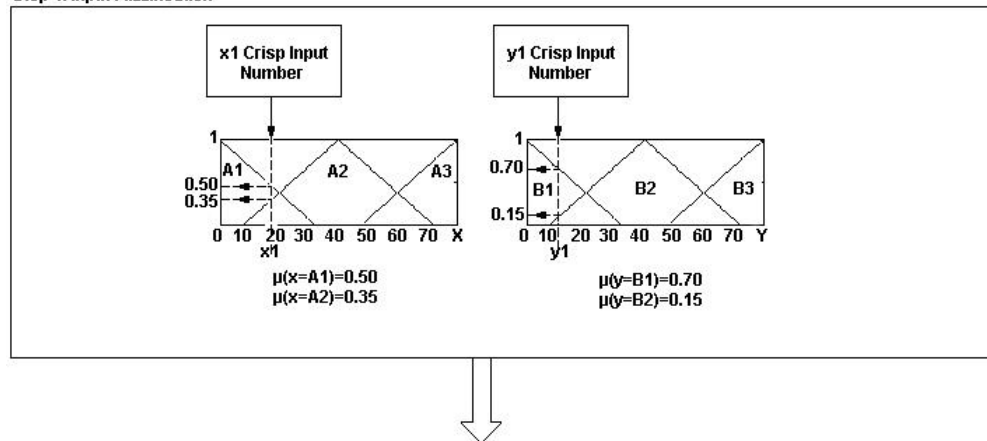 x1 Crisp Input
Number
y1 Crisp Input
Number
1
A1
A2
A3
0.50
0.35
0 10 20 30 40 50 60 70 X
x1
1
0.70
B1
B2
B3
0.15
0 10 20 30 40 50 60 70 Y
y1
μ(x=A1)=0.50
μ(x=A2)=0.35
μ(y=B1)=0.70
μ(y=B2)=0.15